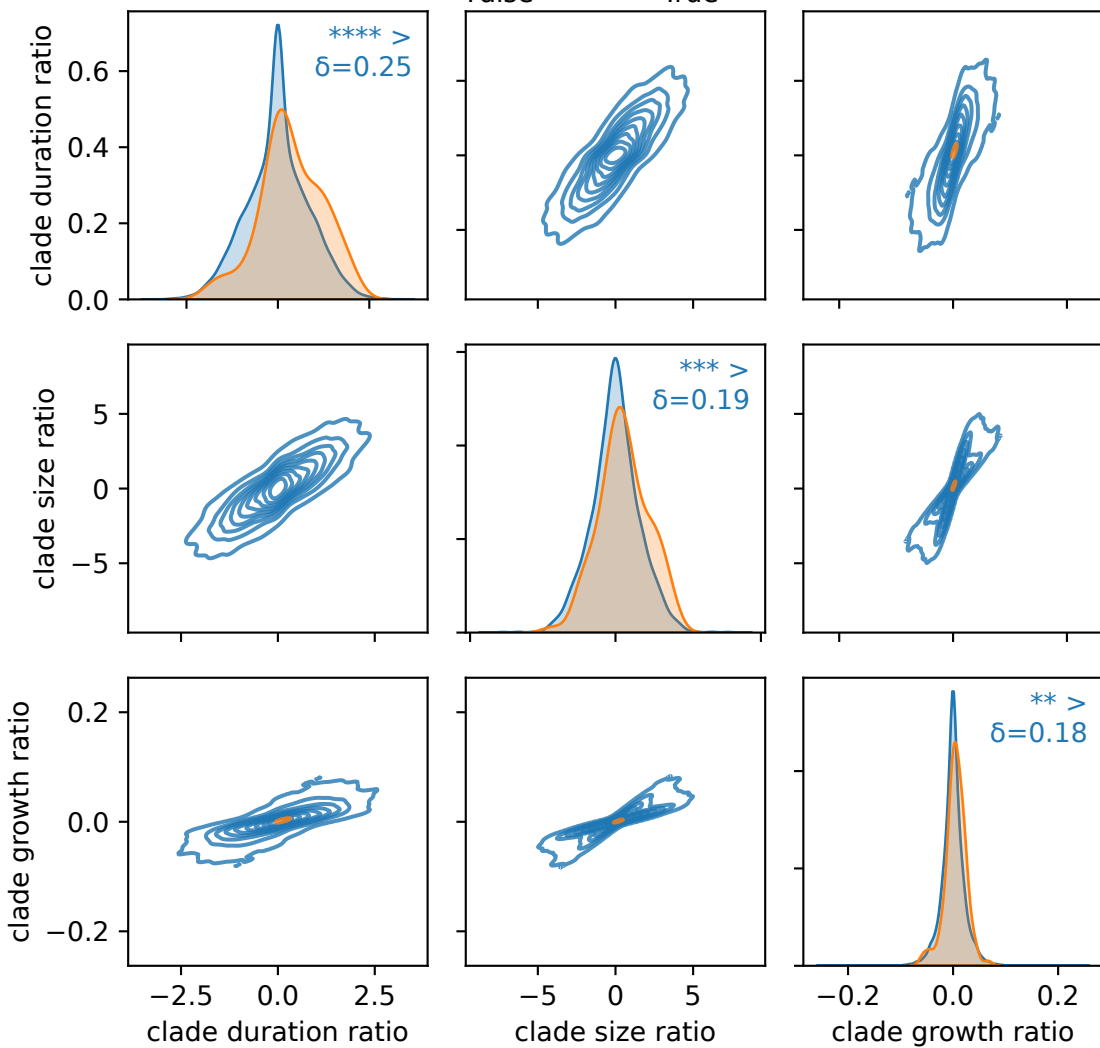 clade duration ratio
0.6
0.4
0.2
0.0
**** >
δ=0.25
clade size ratio
5
0
−5
*** >
δ=0.19
clade growth ratio
0.2
0.0
−0.2
** >
δ=0.18
−2.5 0.0 2.5
−5 0 5
−0.2 0.0 0.2
clade duration ratio
clade size ratio
clade growth ratio